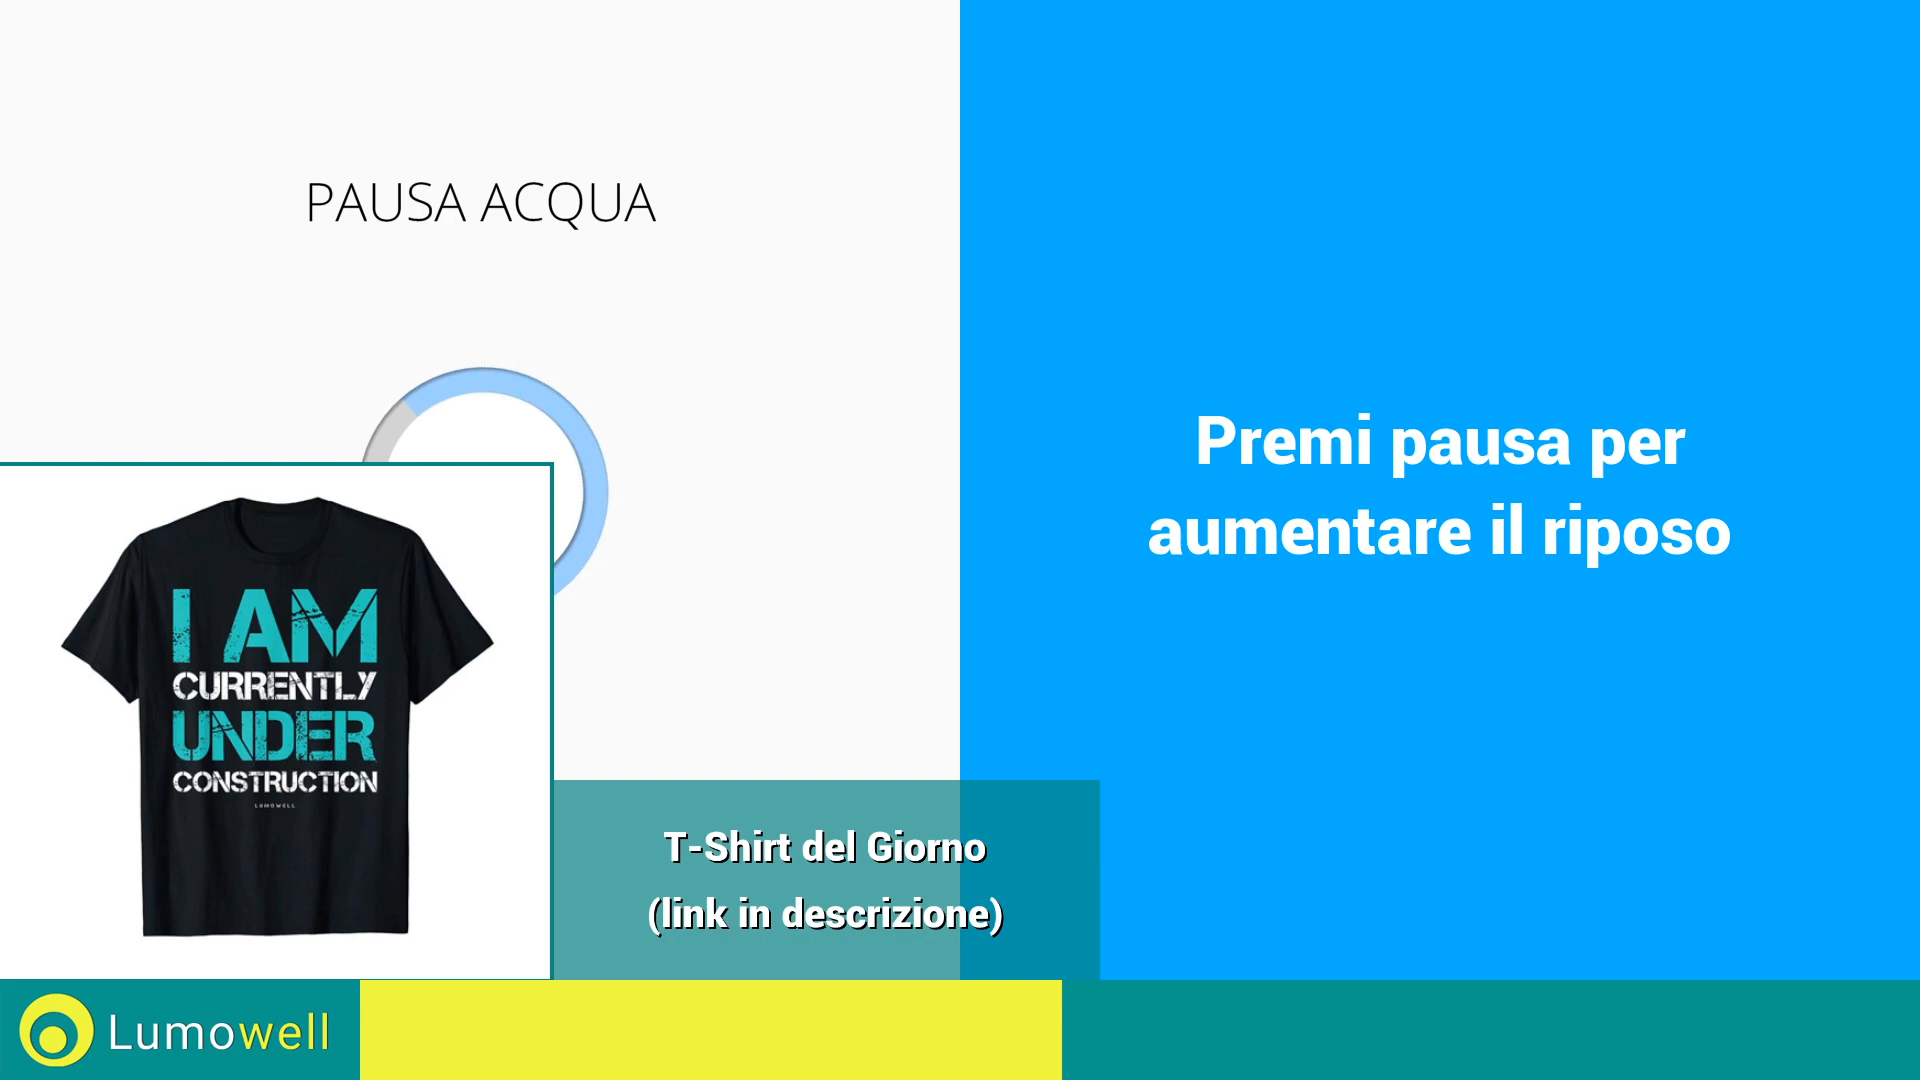 PAUSA ACQUA
Premi pausa per
aumentare il riposo
I AM
CURRENTLY
UNDER
CONSTRUCTION
LUMOWELL
T-Shirt del Giorno
(link in descrizione)
Lumowell